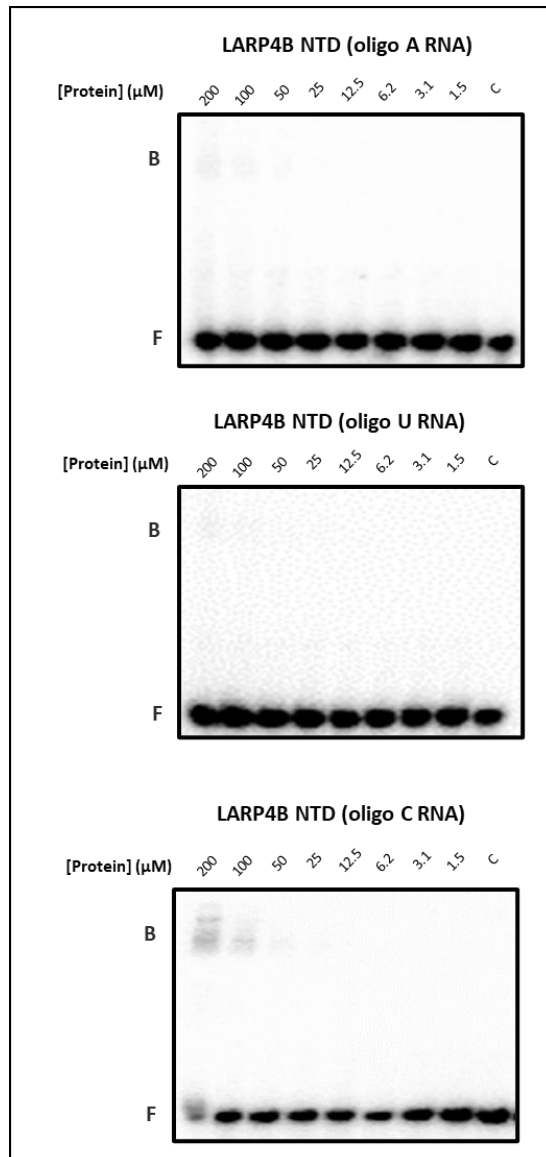 LARP4B NTD (oligo A RNA)
[Protein] (µM) 200 100 50 25 12.5 6.2 3.1 1.5 C
B
F
LARP4B NTD (oligo U RNA)
[Protein] (µM) 200 100 50 25 12.5 6.2 3.1 1.5 C
B
F
LARP4B NTD (oligo C RNA)
[Protein] (µM) 200 100 50 25 12.5 6.2 3.1 1.5 C
B
F